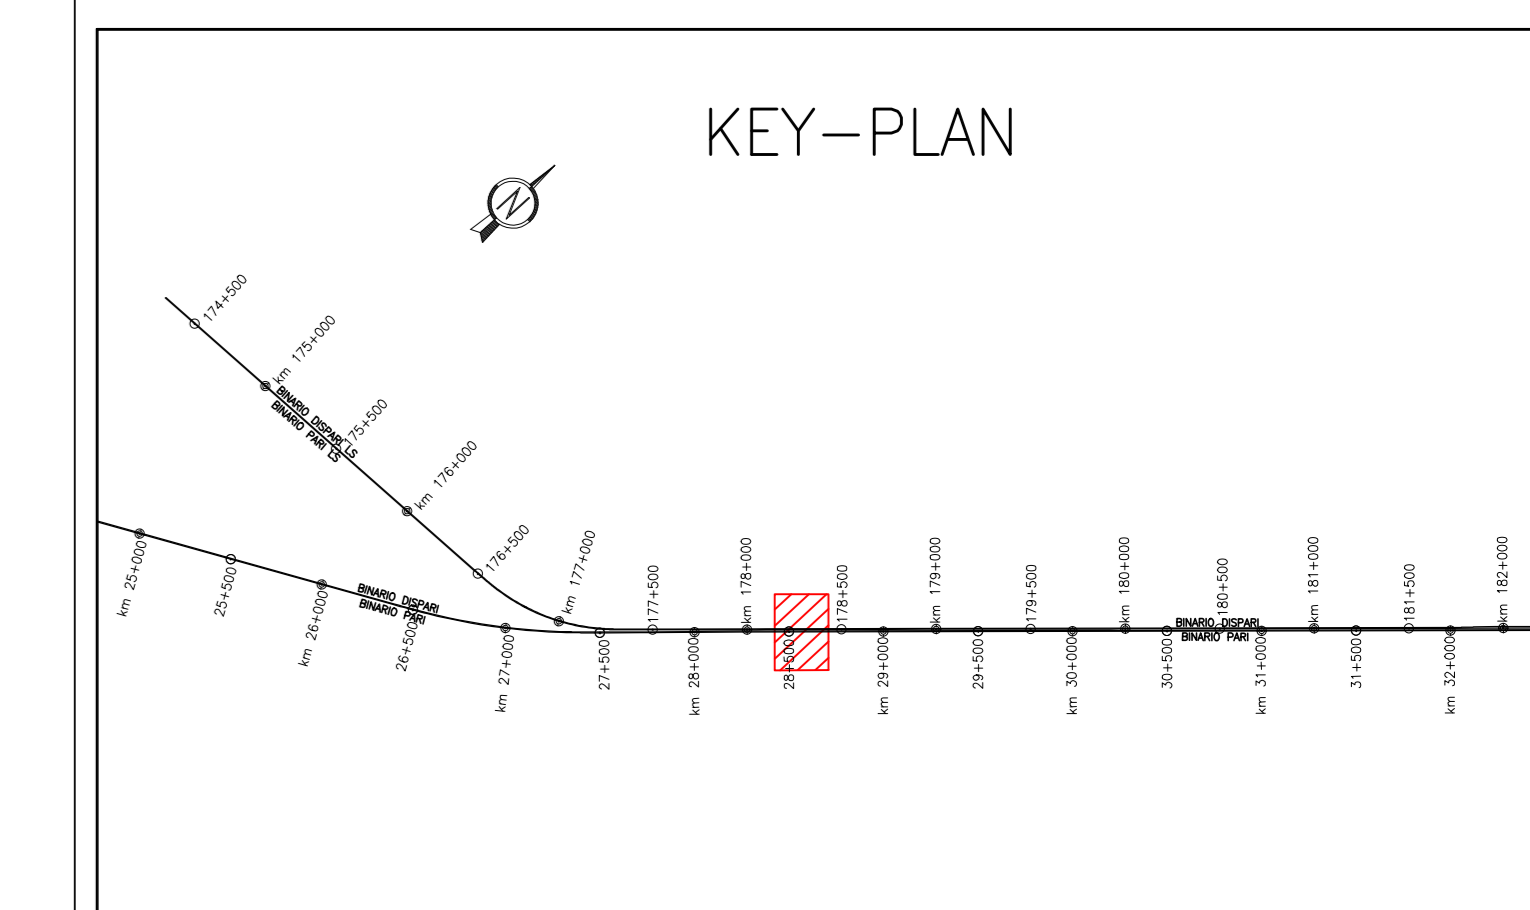 KEY-PLAN
N
174+500
km 175+000
BINARIO DISPARI LS
BINARIO PARI LS
175+500
km 176+000
176+500
km 177+000
177+500
km 178+000
178+500
km 179+000
179+500
km 180+000
180+500
km 181+000
181+500
km 182+000
BINARIO DISPARI
BINARIO PARI
BINARIO DISPARI
BINARIO PARI
km 25+000
25+500
km 26+000
26+500
km 27+000
27+500
km 28+000
28+500
km 29+000
29+500
km 30+000
30+500
km 31+000
31+500
km 32+000